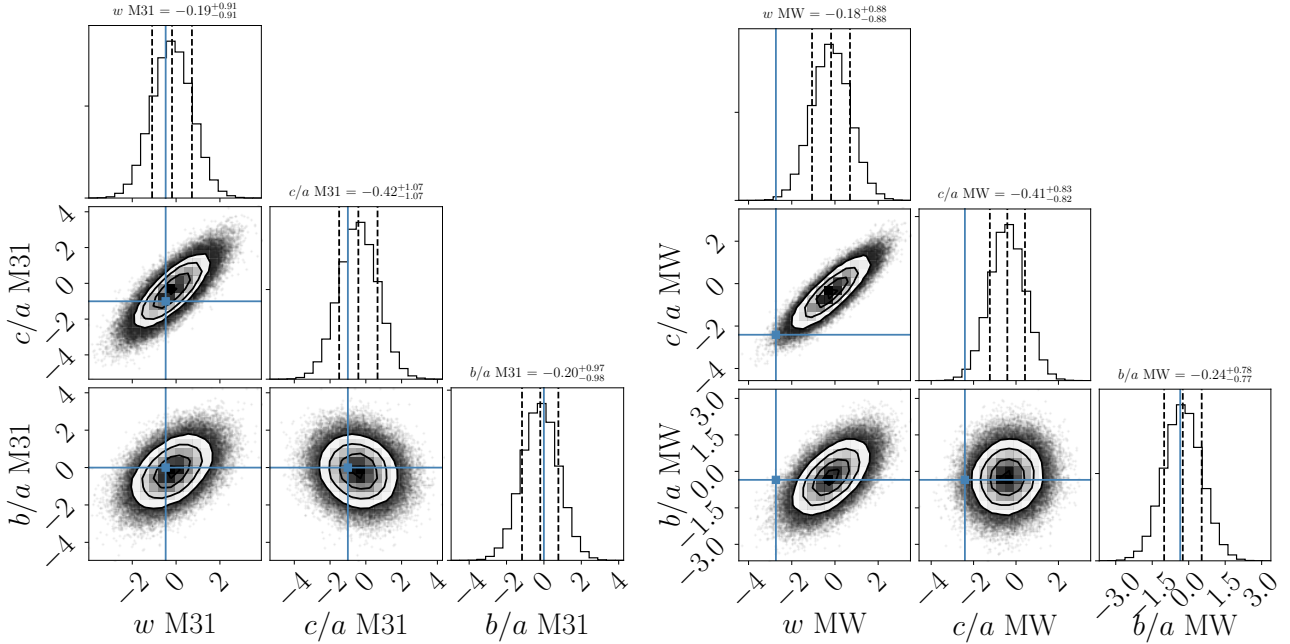 w M31 = −0.19+0.91−0.91
w MW = −0.18+0.88−0.88
c/a M31 = −0.42+1.07−1.07
c/a MW = −0.41+0.83−0.82
4
2
0
−2
−4
c/a M31
2
0
−2
−4
c/a MW
b/a M31 = −0.20+0.97−0.98
b/a MW = −0.24+0.78−0.77
4
2
0
−2
−4
b/a M31
3.0
1.5
0.0
−1.5
−3.0
b/a MW
−2 0 2
−4 −2 0 2 4
−4 −2 0 2 4
−4 −2 0 2
−4 −2 0 2
−3.0 −1.5 0.0 1.5 3.0
w M31
c/a M31
b/a M31
w MW
c/a MW
b/a MW